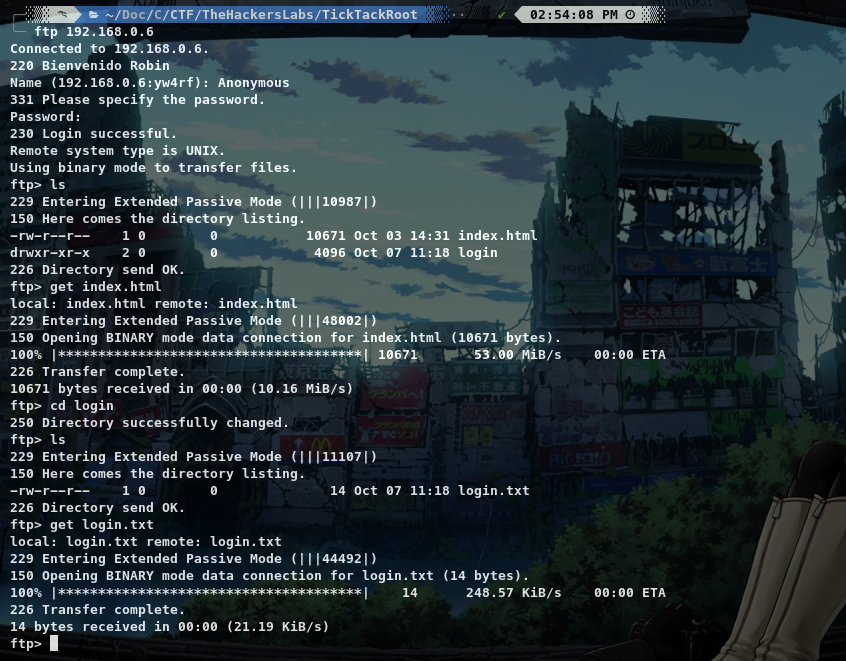 ~/Doc/C/CTF/TheHackersLabs/TickTackRoot ✔ 02:54:08 PM
ftp 192.168.0.6
Connected to 192.168.0.6.
220 Bienvenido Robin
Name (192.168.0.6:yw4rf): Anonymous
331 Please specify the password.
Password:
230 Login successful.
Remote system type is UNIX.
Using binary mode to transfer files.
ftp> ls
229 Entering Extended Passive Mode (|||10987|)
150 Here comes the directory listing.
-rw-r--r-- 1 0 0 10671 Oct 03 14:31 index.html
drwxr-xr-x 2 0 0 4096 Oct 07 11:18 login
226 Directory send OK.
ftp> get index.html
local: index.html remote: index.html
229 Entering Extended Passive Mode (|||48002|)
150 Opening BINARY mode data connection for index.html (10671 bytes).
100% |***************************************| 10671 53.00 MiB/s 00:00 ETA
226 Transfer complete.
10671 bytes received in 00:00 (10.16 MiB/s)
ftp> cd login
250 Directory successfully changed.
ftp> ls
229 Entering Extended Passive Mode (|||11107|)
150 Here comes the directory listing.
-rw-r--r-- 1 0 0 14 Oct 07 11:18 login.txt
226 Directory send OK.
ftp> get login.txt
local: login.txt remote: login.txt
229 Entering Extended Passive Mode (|||44492|)
150 Opening BINARY mode data connection for login.txt (14 bytes).
100% |***************************************| 14 248.57 KiB/s 00:00 ETA
226 Transfer complete.
14 bytes received in 00:00 (21.19 KiB/s)
ftp>
こども英会話